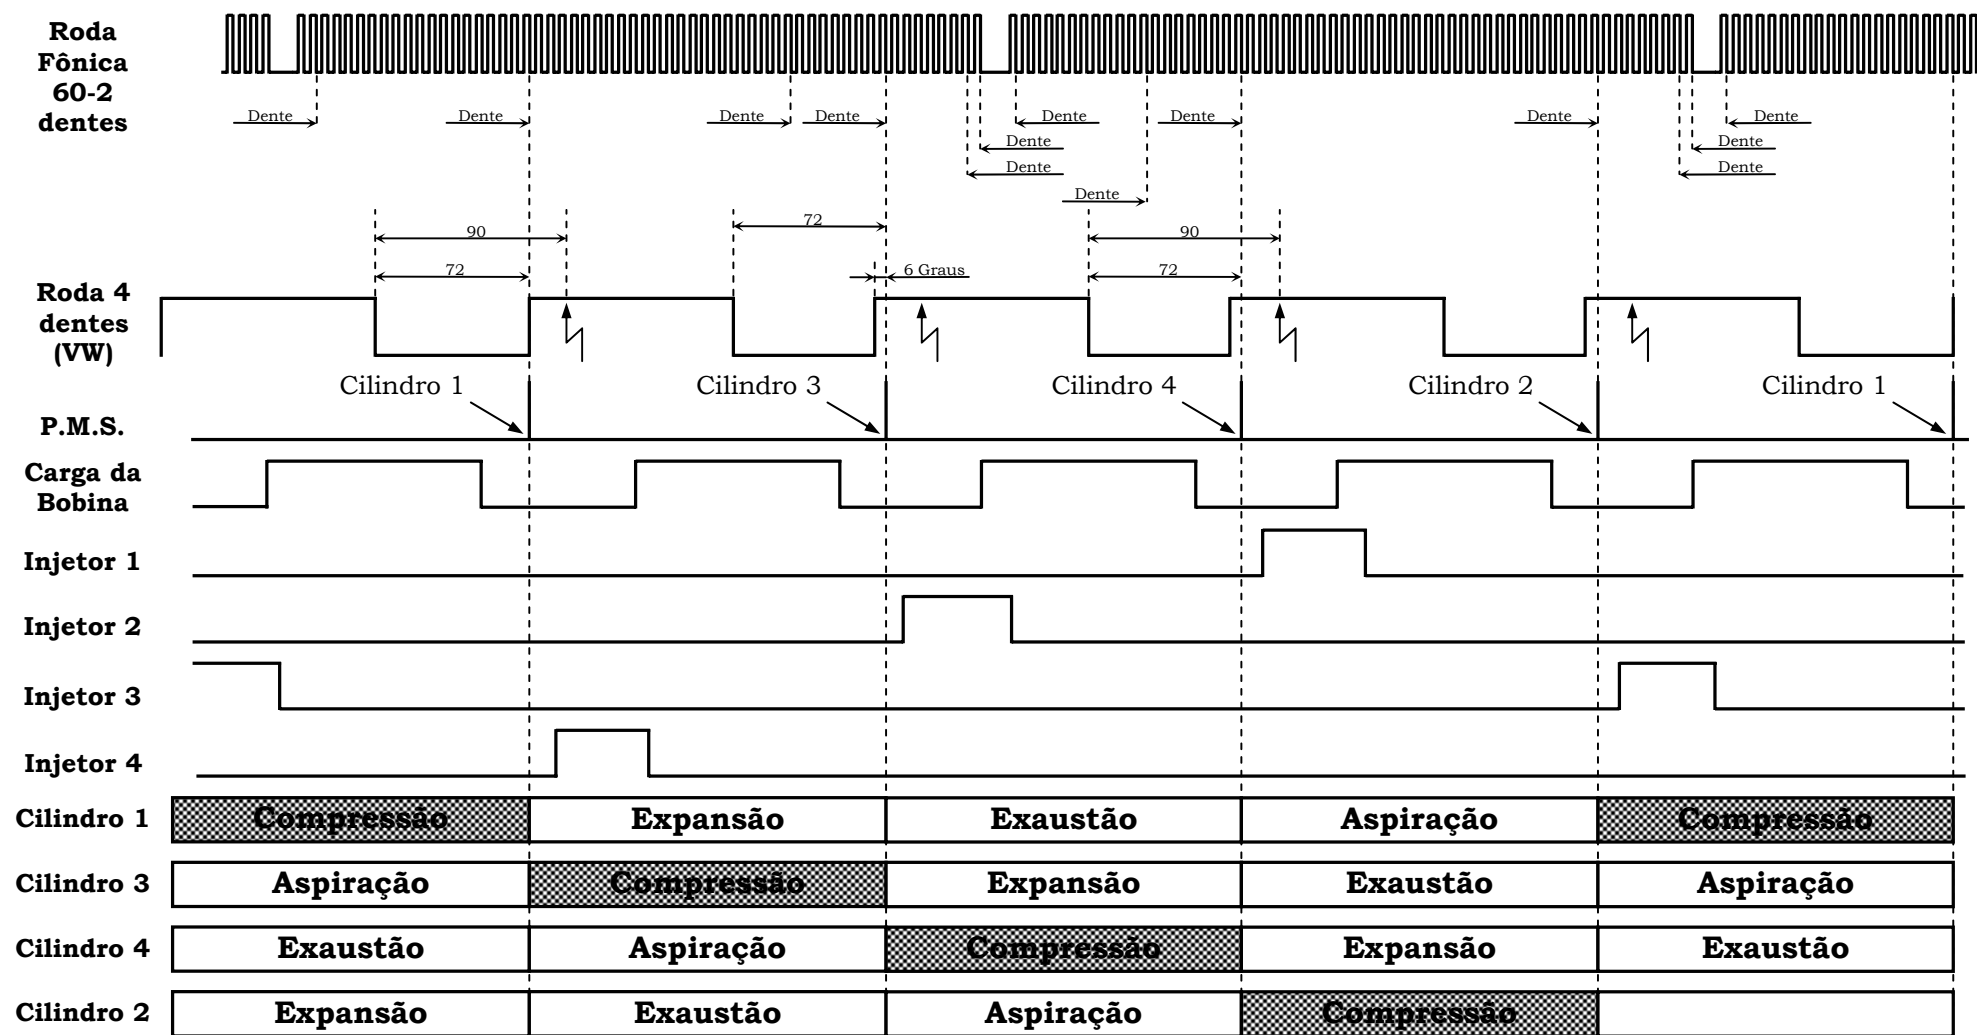 Roda
Fônica
60-2
dentes
Dente Dente Dente Dente Dente Dente Dente Dente
Dente Dente
Dente Dente
Dente
90 72 90
72 6 Graus 72
Roda 4
dentes
(VW)
Cilindro 1 Cilindro 3 Cilindro 4 Cilindro 2 Cilindro 1
P.M.S.
Carga da
Bobina
Injetor 1
Injetor 2
Injetor 3
Injetor 4
Cilindro 1 Compressão Expansão Exaustão Aspiração Compressão
Cilindro 3 Aspiração Compressão Expansão Exaustão Aspiração
Cilindro 4 Exaustão Aspiração Compressão Expansão Exaustão
Cilindro 2 Expansão Exaustão Aspiração Compressão